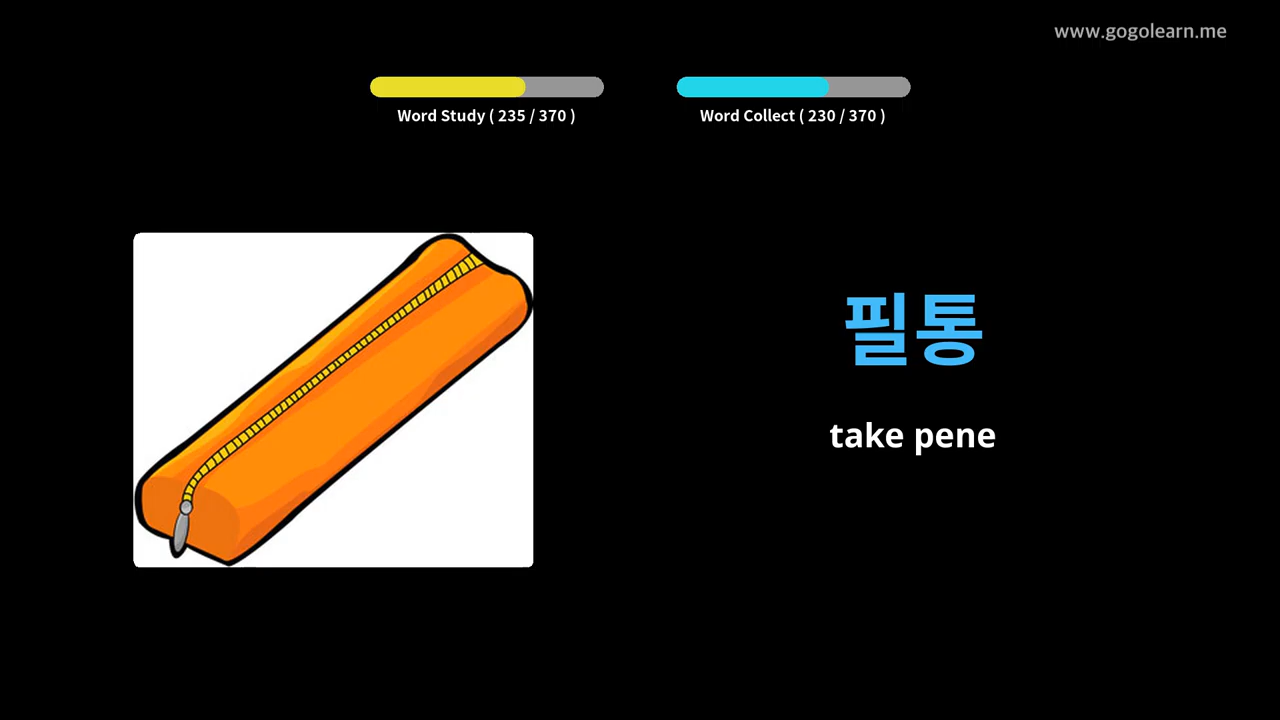 www.gogolearn.me
Word Study ( 235 / 370 )
Word Collect ( 230 / 370 )
필통
take pene